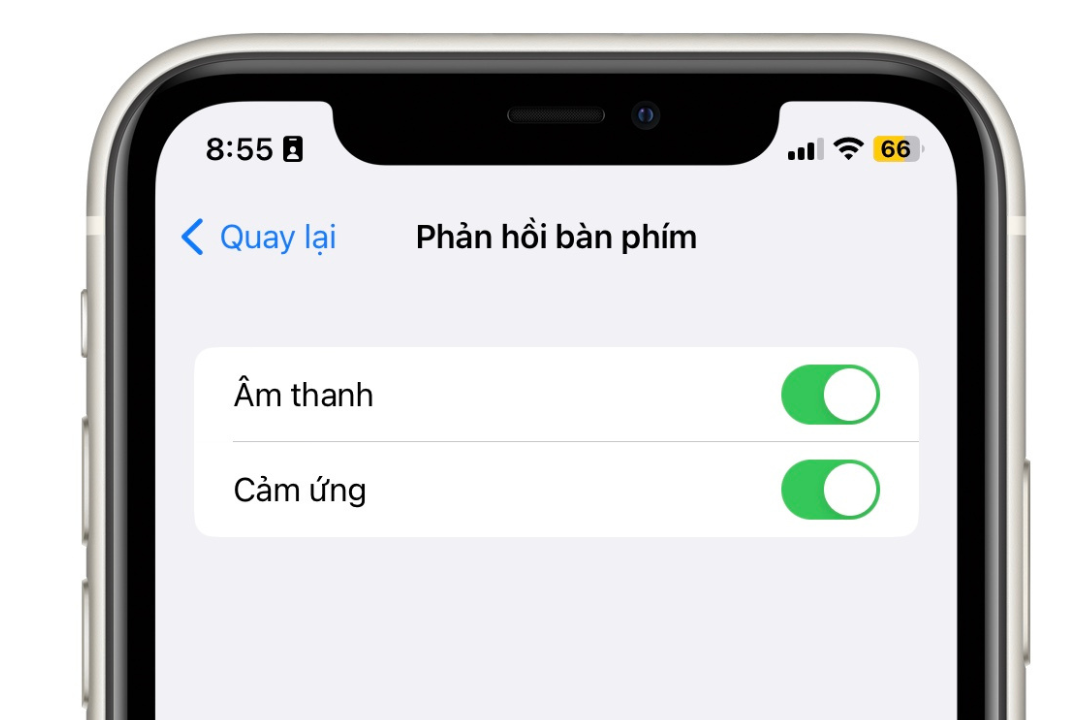 8:55 66
Quay lại Phản hồi bàn phím
Âm thanh
Cảm ứng